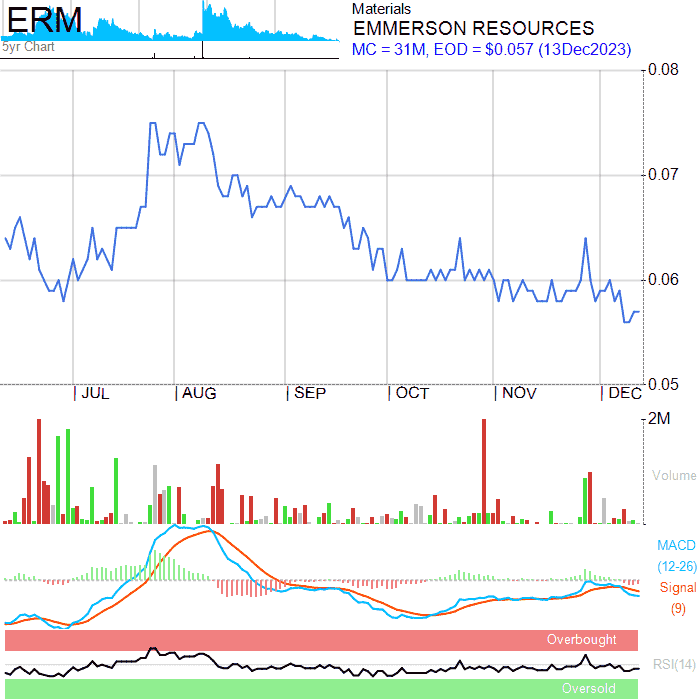 ERM
5yr Chart
Materials
EMMERSON RESOURCES
MC = 31M, EOD = $0.057 (13Dec2023)
0.08
0.07
0.06
0.05
JUL AUG SEP OCT NOV DEC
2M
Volume
MACD
(12-26)
Signal
(9)
Overbought
RSI(14)
Oversold